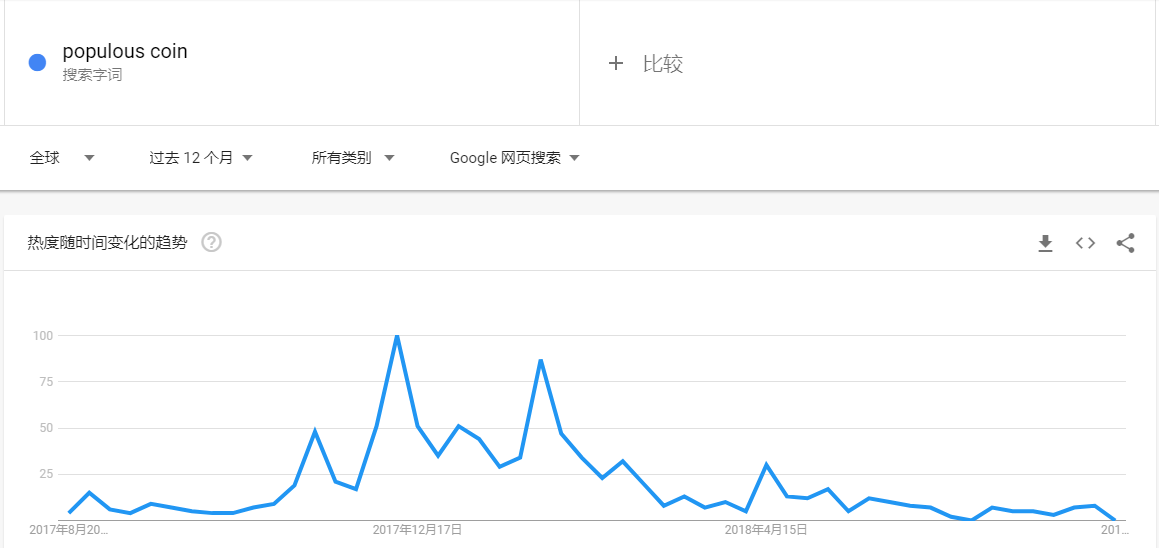 populous coin
搜索字词
比较
全球
过去 12 个月
所有类别
Google 网页搜索
热度随时间变化的趋势
100
75
50
25
2017年8月20...
2017年12月17日
2018年4月15日
201...